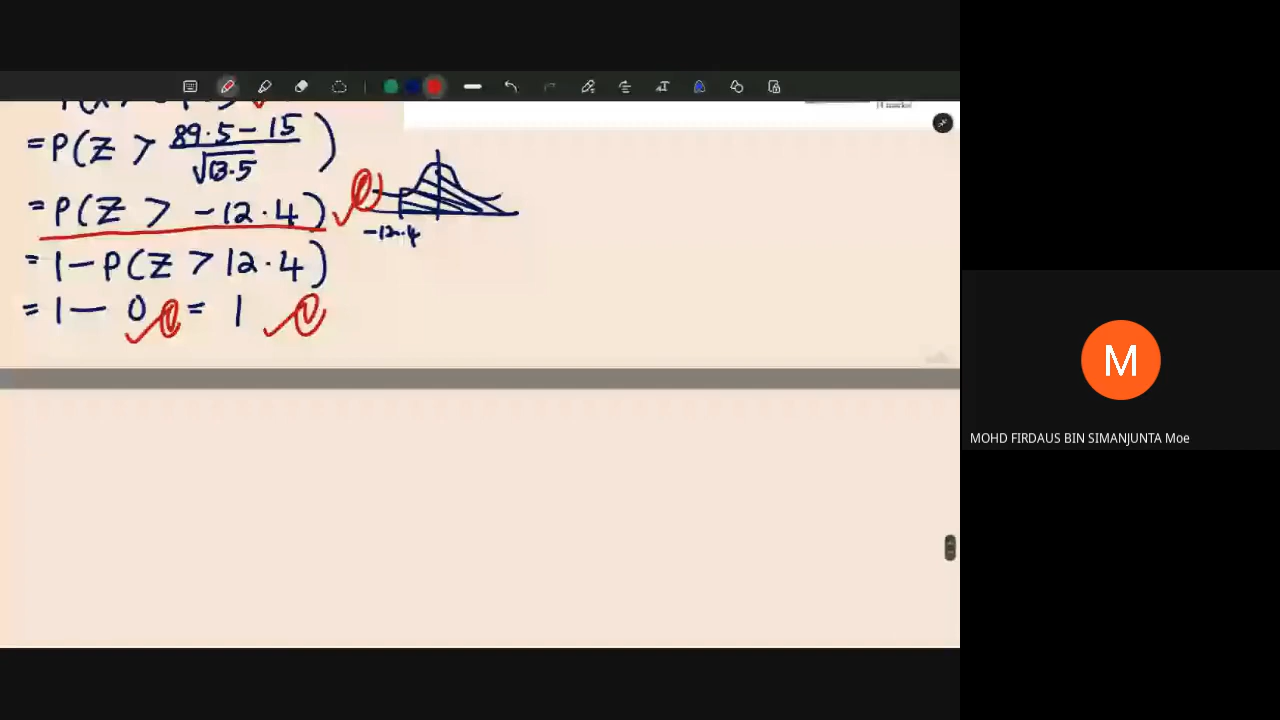 = P(Z > 89.5 - 15 / √13.5)
= P(Z > -12.4)
-12.4
= 1 - P(Z > 12.4)
= 1 - 0 = 1
M
MOHD FIRDAUS BIN SIMANJUNTA Moe